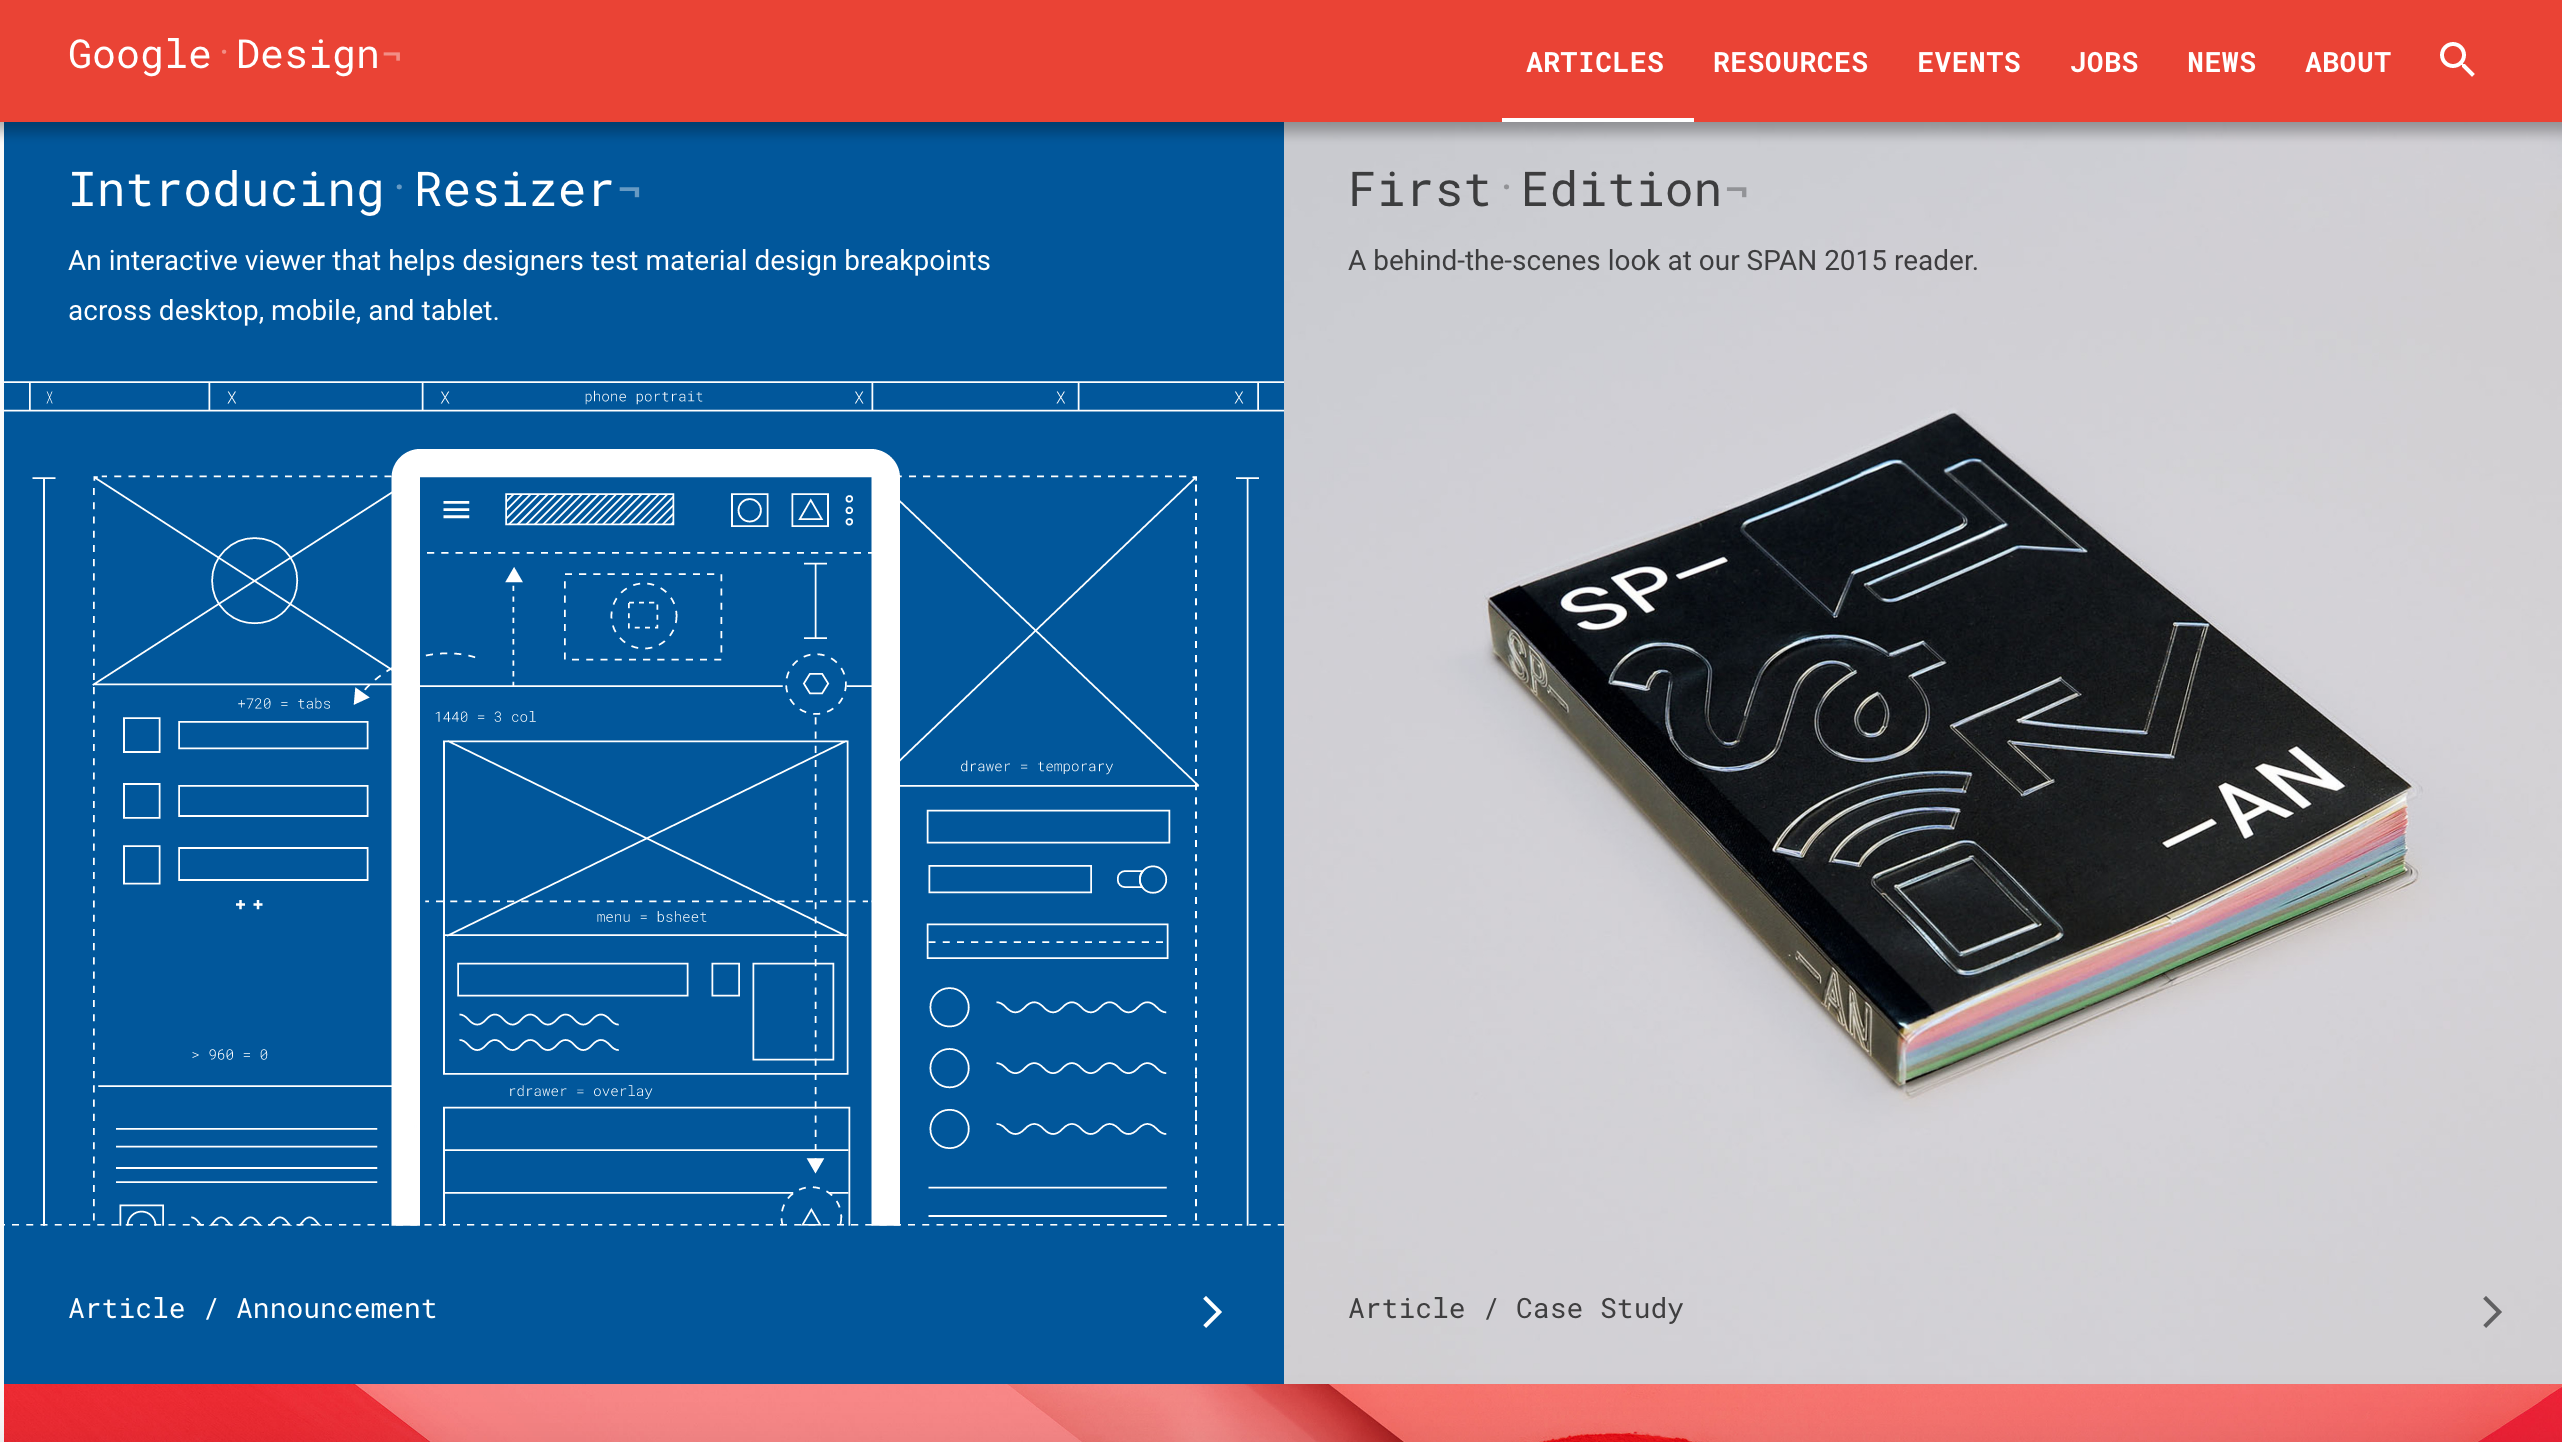 Google·Design¬
ARTICLES RESOURCES EVENTS JOBS NEWS ABOUT
Introducing·Resizer¬
An interactive viewer that helps designers test material design breakpoints
across desktop, mobile, and tablet.
X X X phone portrait X X X
+720 = tabs
1440 = 3 col
drawer = temporary
menu = bsheet
> 960 = 0
rdrawer = overlay
Article / Announcement
First·Edition¬
A behind-the-scenes look at our SPAN 2015 reader.
SP–
–AN
SP–
–AN
Article / Case Study